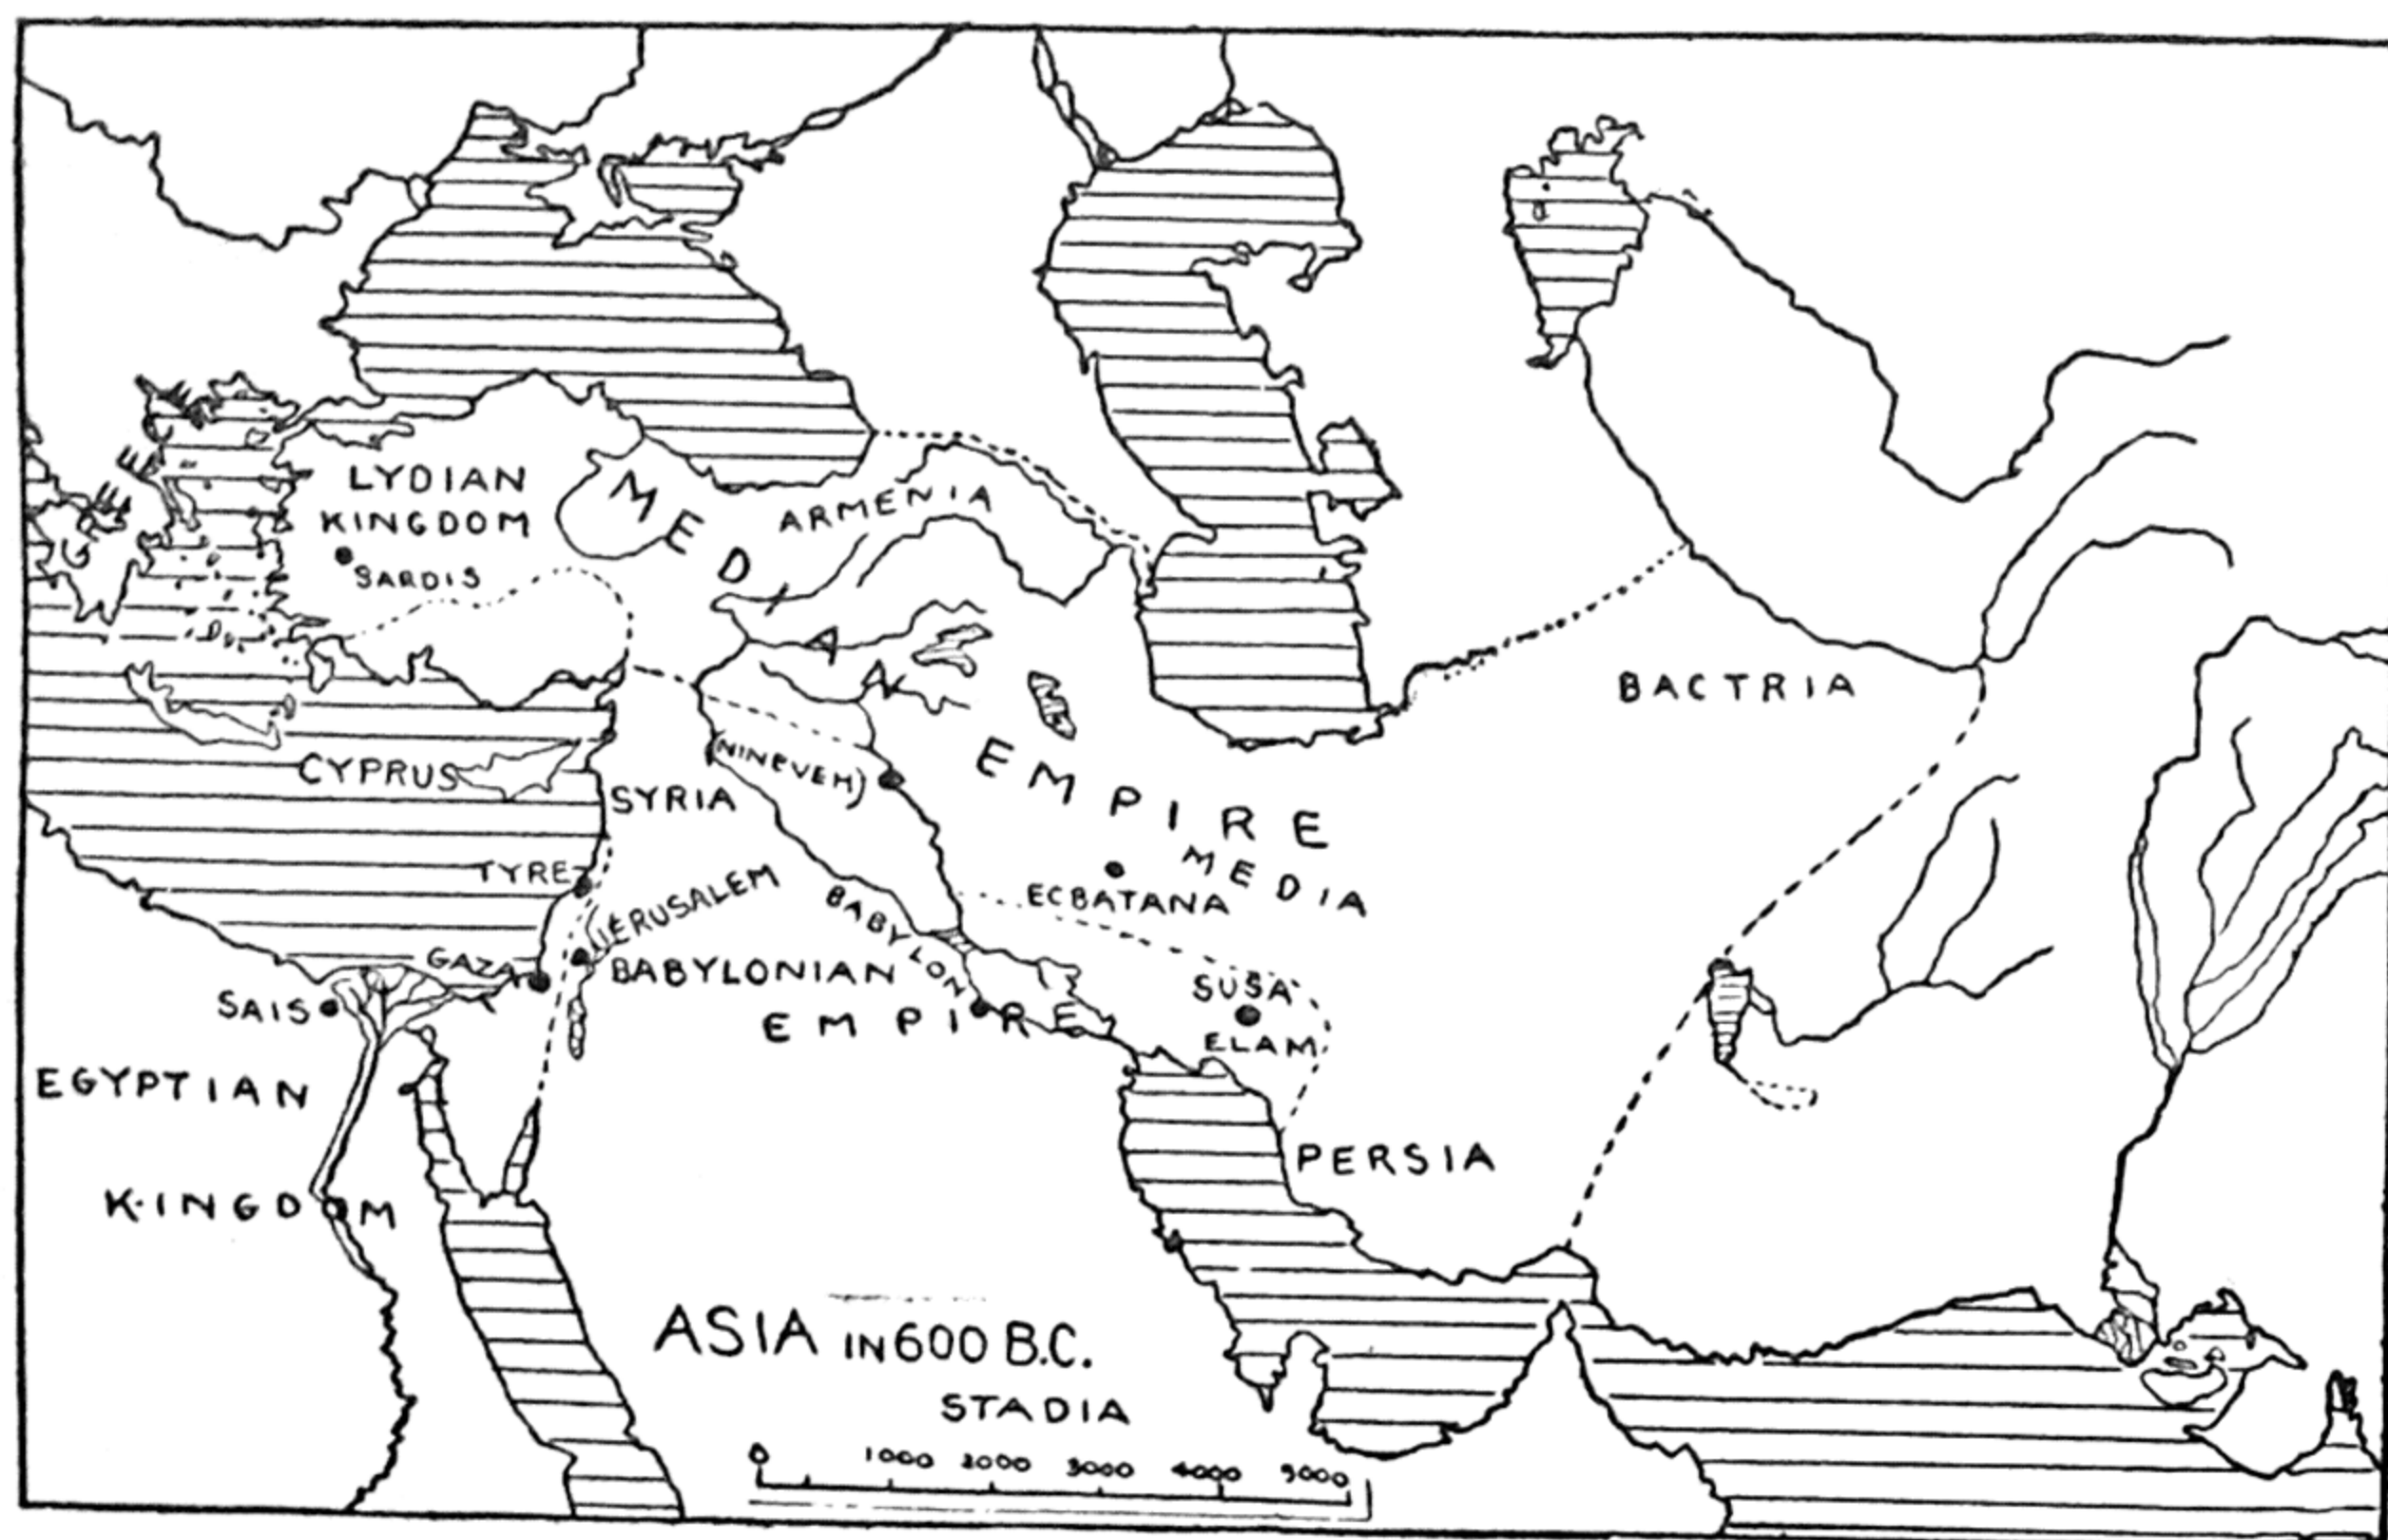 LYDIAN
KINGDOM
SARDIS
MEDIAN EMPIRE
ARMENIA
BACTRIA
CYPRUS
(NINEVEH)
SYRIA
TYRE
JERUSALEM
BABYLON
ECBATANA
MEDIA
GAZA
SAIS
BABYLONIAN
EMPIRE
SUSA
ELAM
EGYPTIAN
KINGDOM
PERSIA
ASIA IN 600 B.C.
STADIA
0 1000 2000 3000 4000 5000